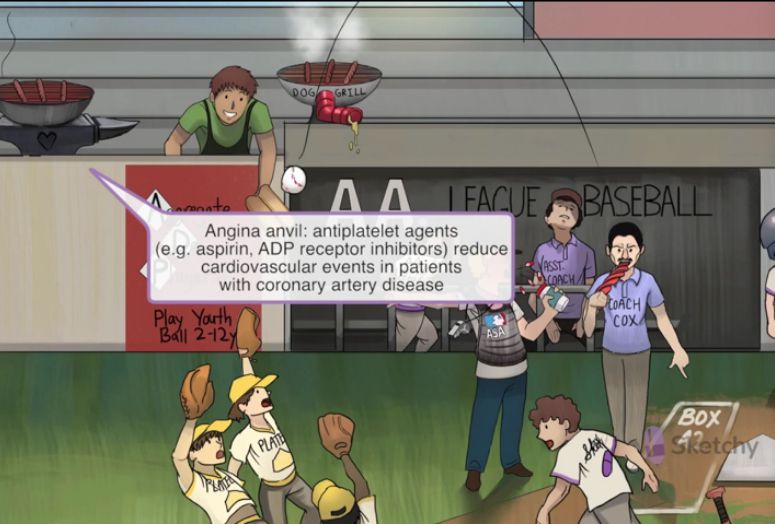 DOG GRILL
AA LEAGUE BASEBALL
Angina anvil: antiplatelet agents
(e.g. aspirin, ADP receptor inhibitors) reduce
cardiovascular events in patients
with coronary artery disease
ASST.
COACH
COACH
COX
ASA
Play Youth
Ball 2-12y
PLATE
PLATE
BOX
Sketchy